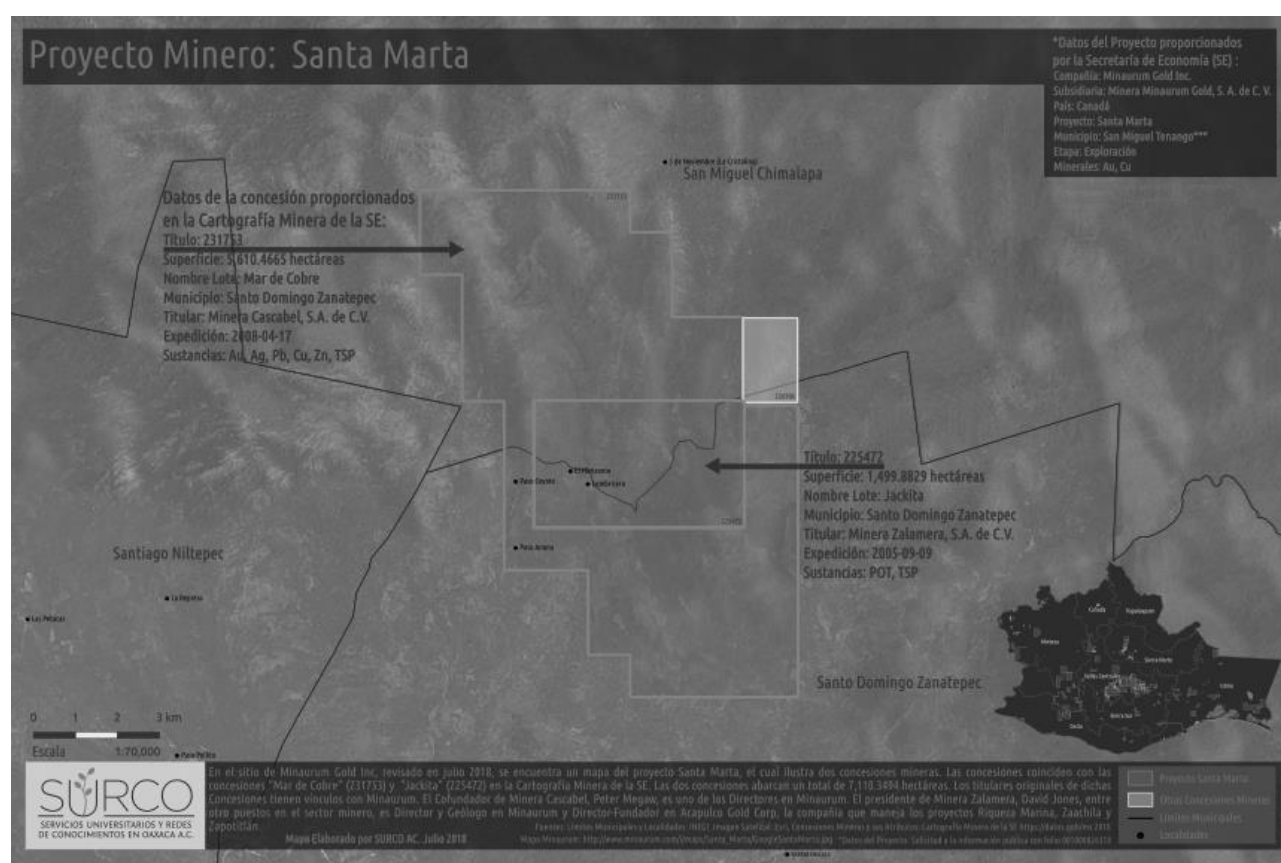 Proyecto Minero: Santa Marta
*Datos del Proyecto proporcionados
por la Secretaría de Economía (SE) :
Compañía: Minaurum Gold Inc.
Subsidiaria: Minera Minaurum Gold, S. A. de C. V.
País: Canadá
Proyecto: Santa Marta
Municipio: San Miguel Tenango***
Etapa: Exploración
Minerales: Au, Cu
San Miguel Chimalapa
Datos de la concesión proporcionados
en la Cartografía Minera de la SE:
Título: 231753
Superficie: 5,610.4665 hectáreas
Nombre Lote: Mar de Cobre
Municipio: Santo Domingo Zanatepec
Titular: Minera Cascabel, S.A. de C.V.
Expedición: 2008-04-17
Sustancias: Au, Ag, Pb, Cu, Zn, TSP
Título: 225472
Superficie: 1,499.8829 hectáreas
Nombre Lote: Jackita
Municipio: Santo Domingo Zanatepec
Titular: Minera Zalamera, S.A. de C.V.
Expedición: 2005-09-09
Sustancias: POT, TSP
Santiago Niltepec
Santo Domingo Zanatepec
0 1 2 3 km
Escala 1:70,000
SURCO
SERVICIOS UNIVERSITARIOS Y REDES
DE CONOCIMIENTOS EN OAXACA A.C.
En el sitio de Minaurum Gold Inc, revisado en julio 2018, se encuentra un mapa del proyecto Santa Marta, el cual ilustra dos concesiones mineras. Las concesiones coinciden con las
concesiones "Mar de Cobre" (231753) y "Jackita" (225472) en la Cartografía Minera de la SE. Las dos concesiones abarcan un total de 7,110.3494 hectáreas. Los titulares originales de dichas
Concesiones tienen vínculos con Minaurum. El Cofundador de Minera Cascabel, Peter Megaw, es uno de los Directores en Minaurum. El presidente de Minera Zalamera, David Jones, entre
otro puestos en el sector minero, es Director y Geólogo en Minaurum y Director-Fundador en Acapulco Gold Corp, la empresa que maneja los proyectos Riqueza Marina, Zaachila y
Zapotitlán.
Mapa Elaborado por SURCO AC. Julio 2018
Proyecto Santa Marta
Otras Concesiones Mineras
Límites Municipales
Localidades